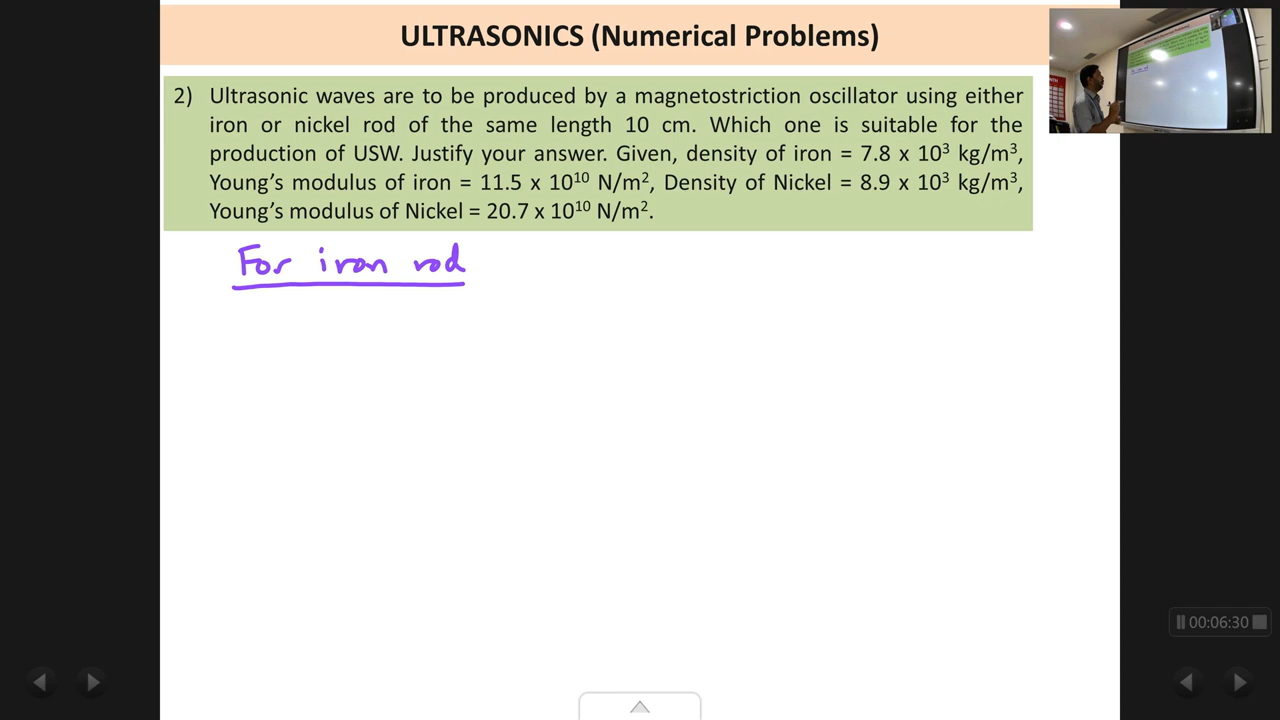 ULTRASONICS (Numerical Problems)
2) Ultrasonic waves are to be produced by a magnetostriction oscillator using either
iron or nickel rod of the same length 10 cm. Which one is suitable for the
production of USW. Justify your answer. Given, density of iron = 7.8 x 10³ kg/m³,
Young’s modulus of iron = 11.5 x 10¹⁰ N/m², Density of Nickel = 8.9 x 10³ kg/m³,
Young’s modulus of Nickel = 20.7 x 10¹⁰ N/m².
For iron rod
00:06:30